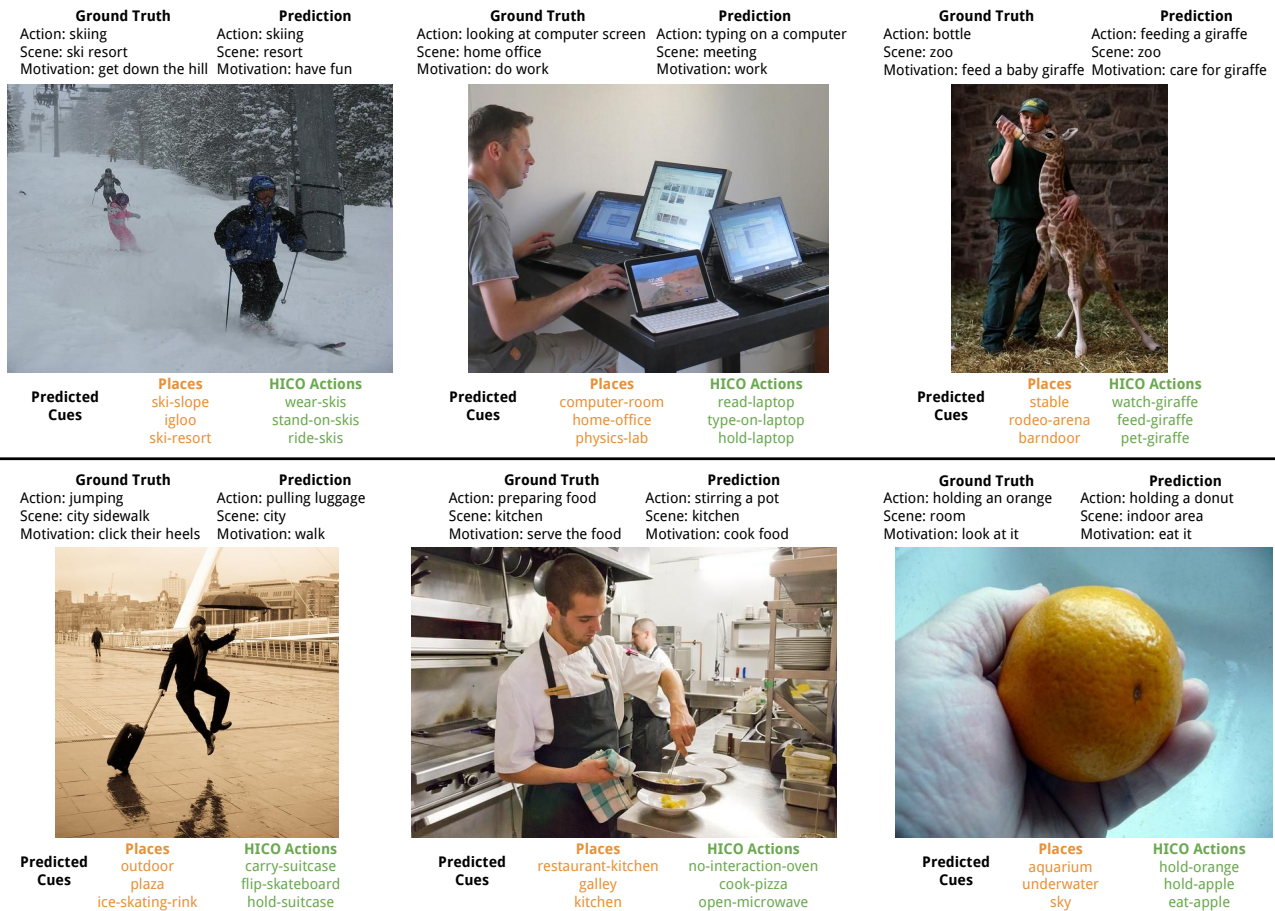 Ground Truth
Action: skiing
Scene: ski resort
Motivation: get down the hill
Prediction
Action: skiing
Scene: resort
Motivation: have fun
Predicted
Cues
Places
ski-slope
igloo
ski-resort
HICO Actions
wear-skis
stand-on-skis
ride-skis
Ground Truth
Action: looking at computer screen
Scene: home office
Motivation: do work
Prediction
Action: typing on a computer
Scene: meeting
Motivation: work
Predicted
Cues
Places
computer-room
home-office
physics-lab
HICO Actions
read-laptop
type-on-laptop
hold-laptop
Ground Truth
Action: bottle
Scene: zoo
Motivation: feed a baby giraffe
Prediction
Action: feeding a giraffe
Scene: zoo
Motivation: care for giraffe
Predicted
Cues
Places
stable
rodeo-arena
barndoor
HICO Actions
watch-giraffe
feed-giraffe
pet-giraffe
Ground Truth
Action: jumping
Scene: city sidewalk
Motivation: click their heels
Prediction
Action: pulling luggage
Scene: city
Motivation: walk
Predicted
Cues
Places
outdoor
plaza
ice-skating-rink
HICO Actions
carry-suitcase
flip-skateboard
hold-suitcase
Ground Truth
Action: preparing food
Scene: kitchen
Motivation: serve the food
Prediction
Action: stirring a pot
Scene: kitchen
Motivation: cook food
Predicted
Cues
Places
restaurant-kitchen
galley
kitchen
HICO Actions
no-interaction-oven
cook-pizza
open-microwave
Ground Truth
Action: holding an orange
Scene: room
Motivation: look at it
Prediction
Action: holding a donut
Scene: indoor area
Motivation: eat it
Predicted
Cues
Places
aquarium
underwater
sky
HICO Actions
hold-orange
hold-apple
eat-apple